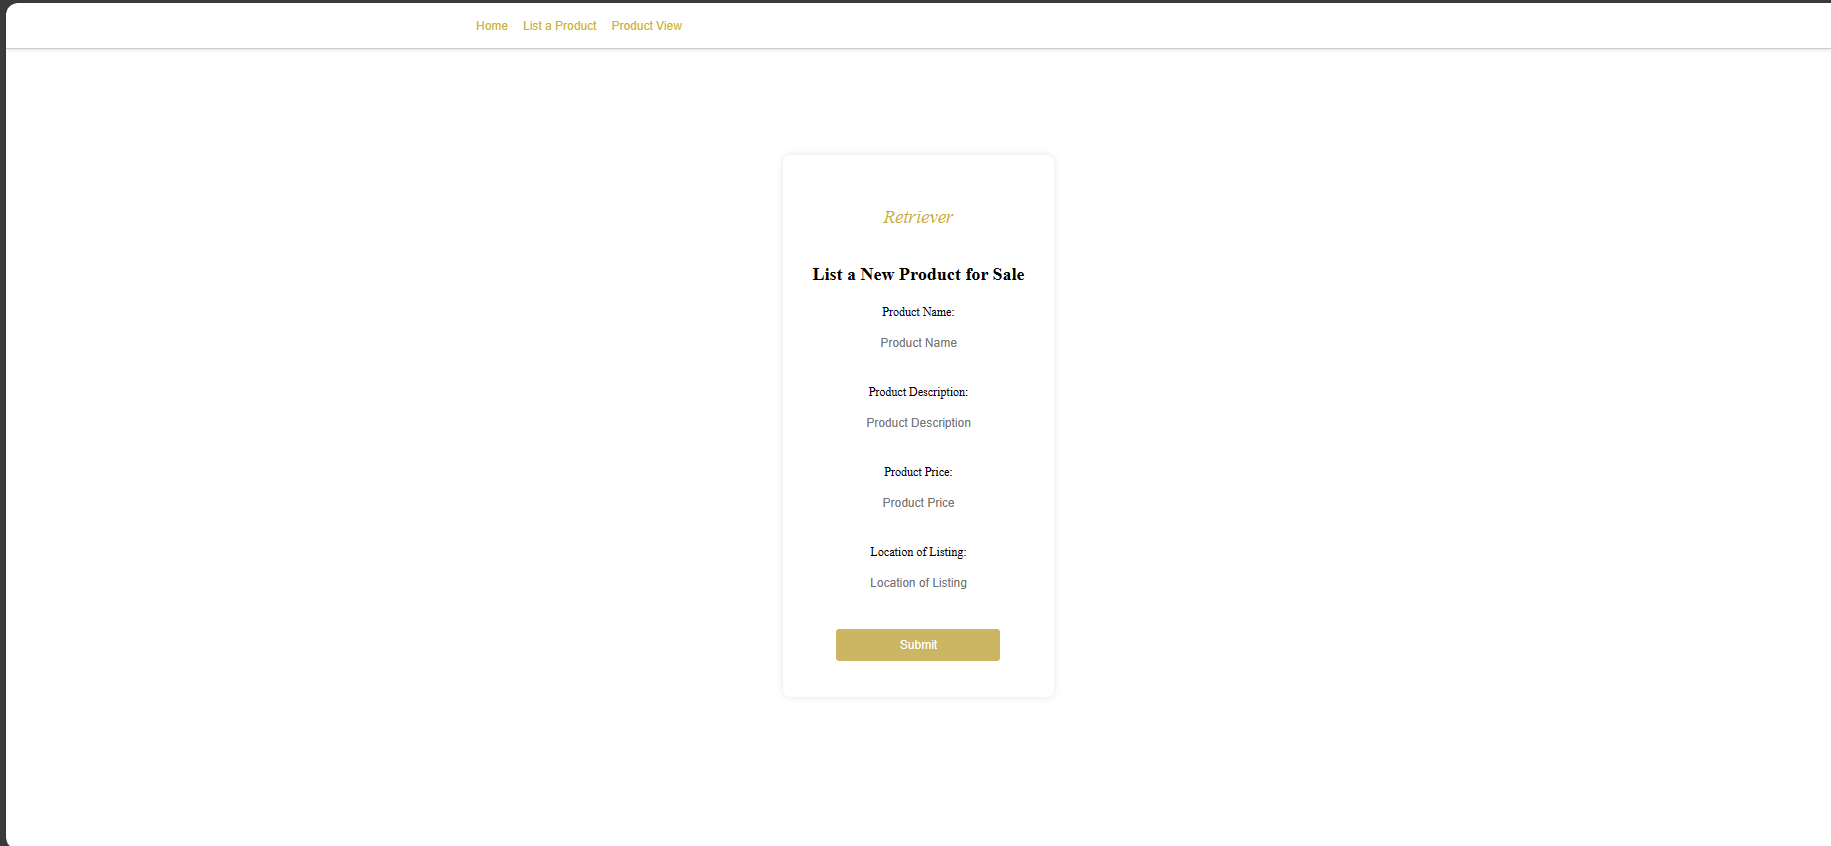 Home List a Product Product View
Retriever
List a New Product for Sale
Product Name:
Product Name
Product Description:
Product Description
Product Price:
Product Price
Location of Listing:
Location of Listing
Submit